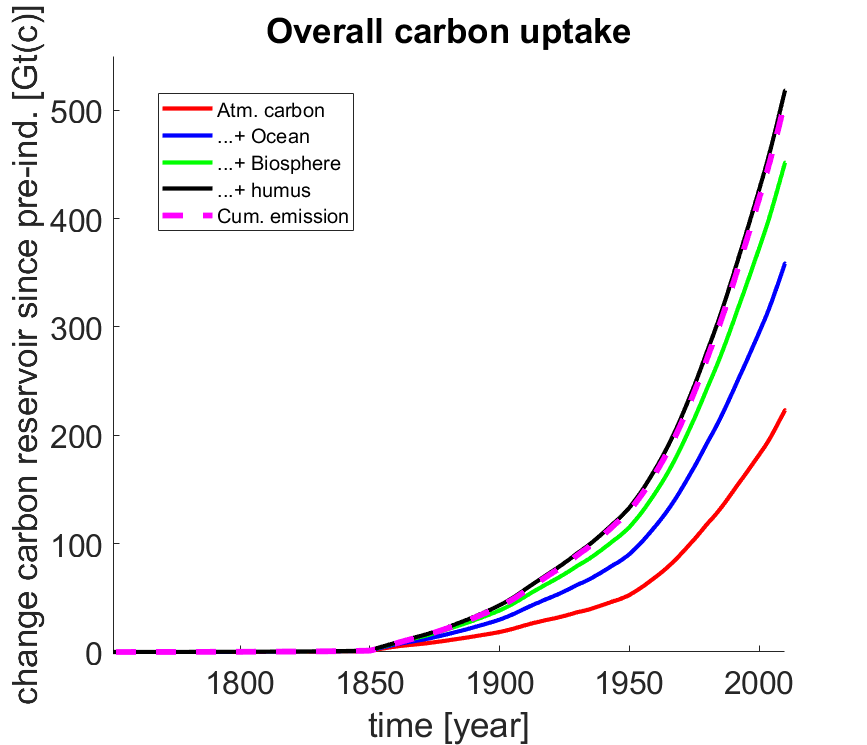 Overall carbon uptake
change carbon reservoir since pre-ind. [Gt(c)]
500
400
300
200
100
0
Atm. carbon
...+ Ocean
...+ Biosphere
...+ humus
Cum. emission
1800 1850 1900 1950 2000
time [year]